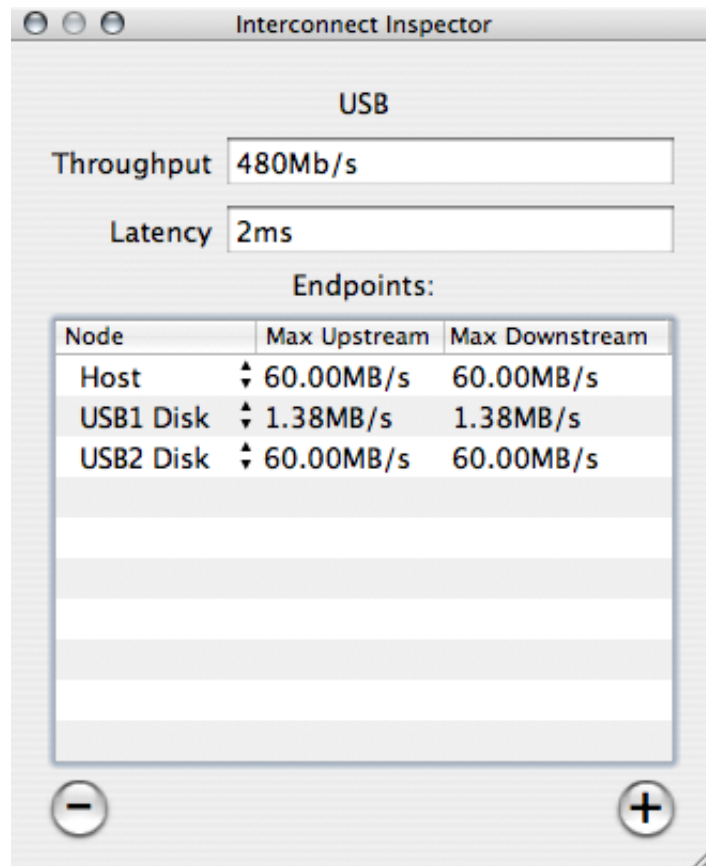 Interconnect Inspector
USB
Throughput 480Mb/s
Latency 2ms
Endpoints:
Node Max Upstream Max Downstream
Host 60.00MB/s 60.00MB/s
USB1 Disk 1.38MB/s 1.38MB/s
USB2 Disk 60.00MB/s 60.00MB/s